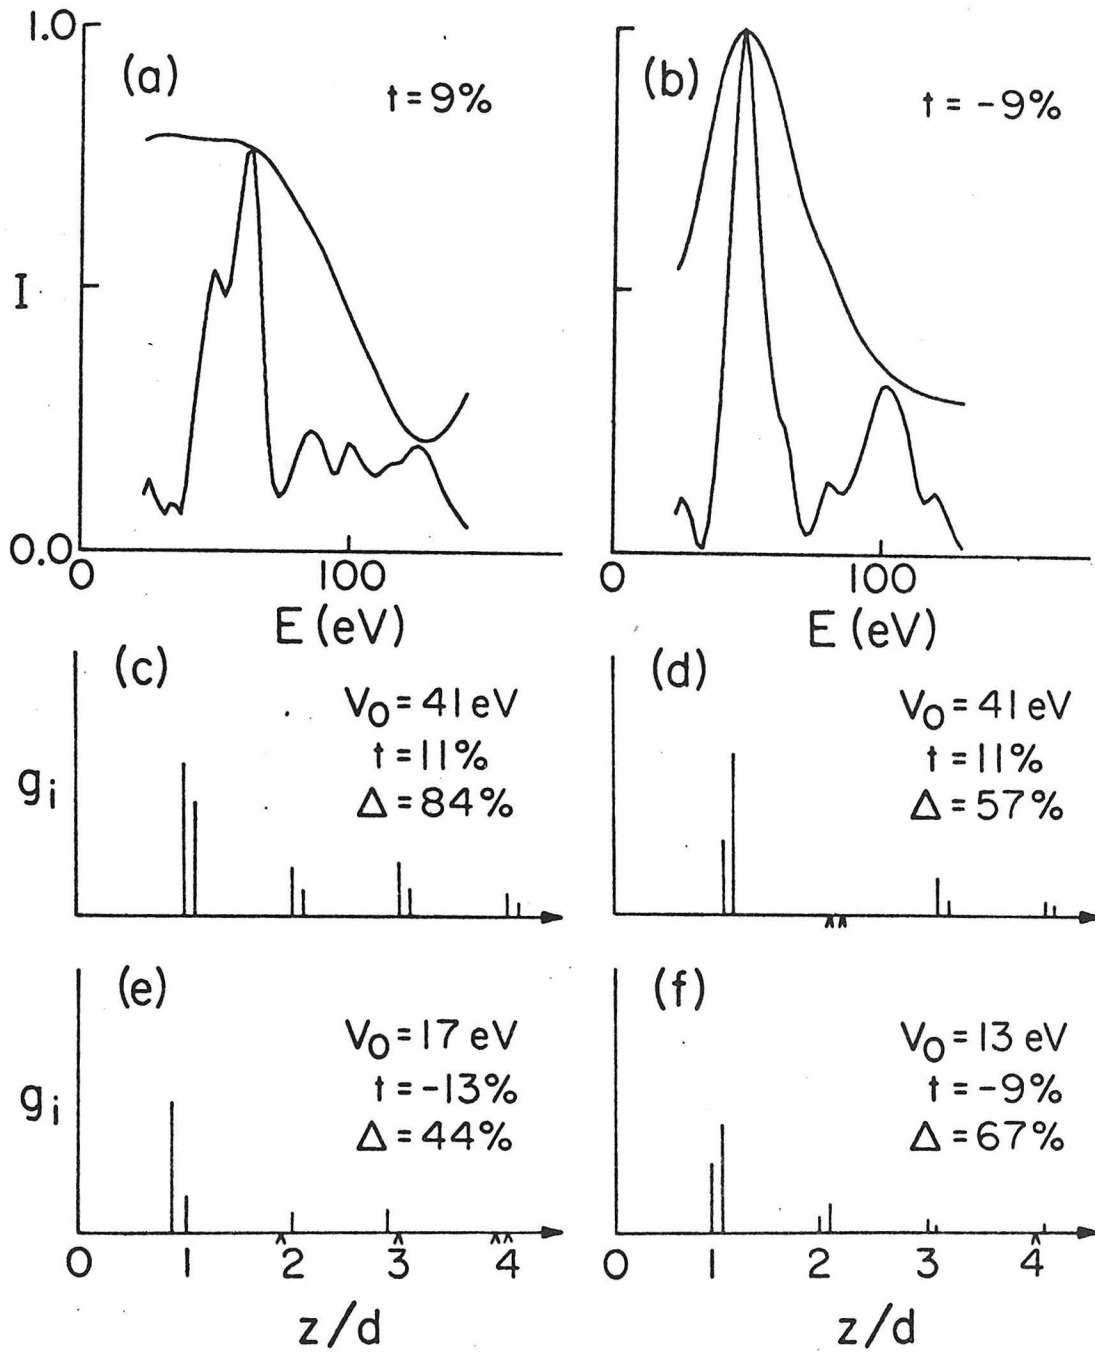 1.0
(a)
t = 9%
(b)
t = -9%
I
0.0
0
100
0
100
E (eV)
E (eV)
(c)
V₀ = 41 eV
t = 11%
Δ = 84%
gᵢ
(d)
V₀ = 41 eV
t = 11%
Δ = 57%
(e)
V₀ = 17 eV
t = -13%
Δ = 44%
gᵢ
(f)
V₀ = 13 eV
t = -9%
Δ = 67%
0 1 2 3 4
0 1 2 3 4
z/d
z/d